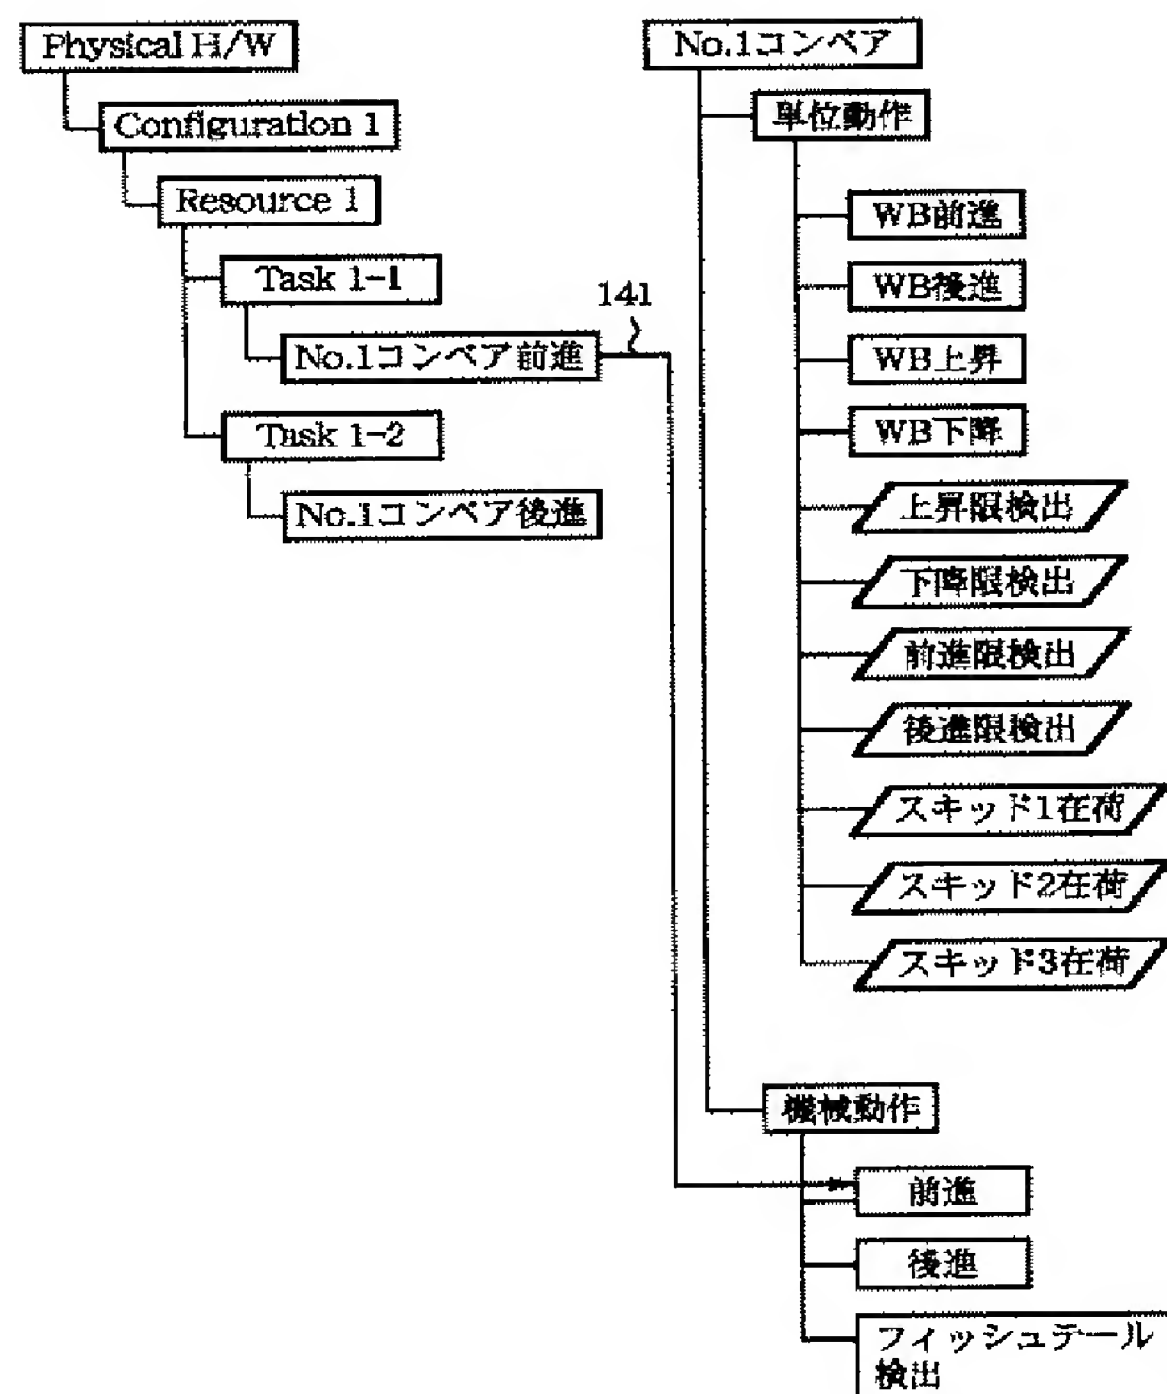 Physical H/W
Configuration 1
Resource 1
Task 1-1
No.1コンベア前進
141
Task 1-2
No.1コンベア後進
No.1コンベア
単位動作
WB前進
WB後進
WB上昇
WB下降
上昇限検出
下降限検出
前進限検出
後進限検出
スキッド1在荷
スキッド2在荷
スキッド3在荷
機械動作
前進
後進
フィッシュテール
検出